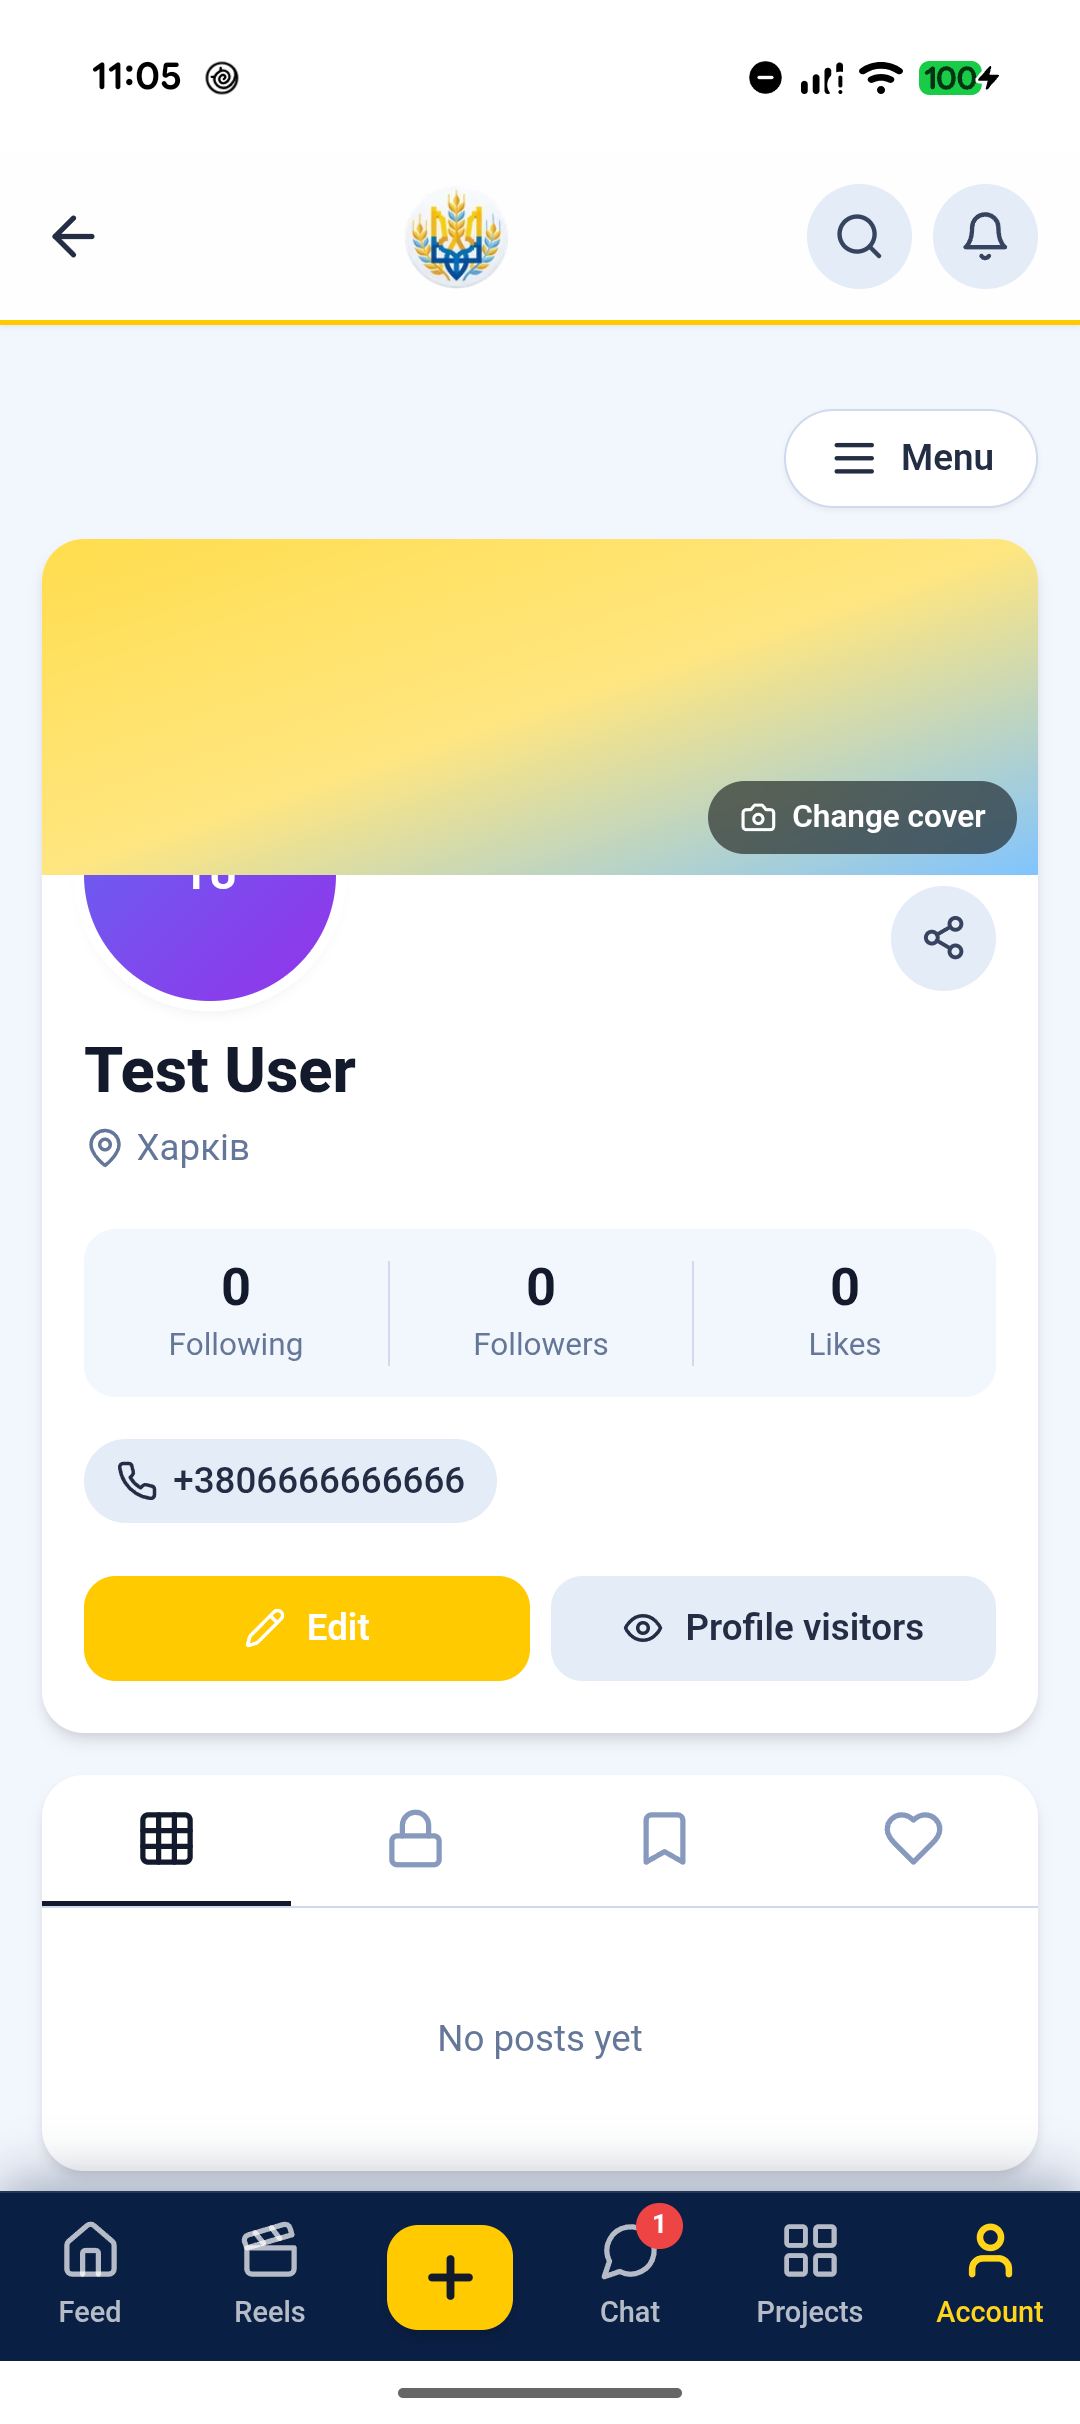 11:05
100
Menu
Change cover
Test User
Харків
0 0 0
Following Followers Likes
+3806666666666
Edit Profile visitors
No posts yet
1
Feed Reels Chat Projects Account